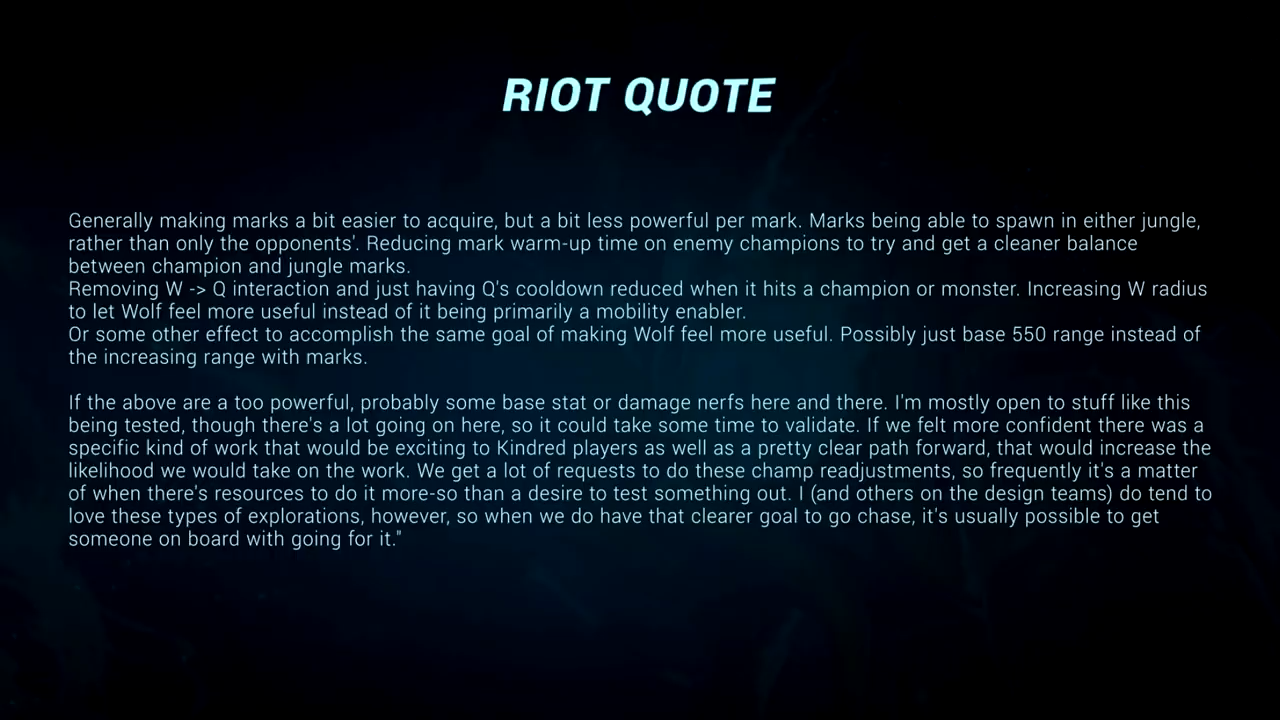 RIOT QUOTE
Generally making marks a bit easier to acquire, but a bit less powerful per mark. Marks being able to spawn in either jungle,
rather than only the opponents'. Reducing mark warm-up time on enemy champions to try and get a cleaner balance
between champion and jungle marks.
Removing W -> Q interaction and just having Q's cooldown reduced when it hits a champion or monster. Increasing W radius
to let Wolf feel more useful instead of it being primarily a mobility enabler.
Or some other effect to accomplish the same goal of making Wolf feel more useful. Possibly just base 550 range instead of
the increasing range with marks.
If the above are a too powerful, probably some base stat or damage nerfs here and there. I'm mostly open to stuff like this
being tested, though there's a lot going on here, so it could take some time to validate. If we felt more confident there was a
specific kind of work that would be exciting to Kindred players as well as a pretty clear path forward, that would increase the
likelihood we would take on the work. We get a lot of requests to do these champ readjustments, so frequently it's a matter
of when there's resources to do it more-so than a desire to test something out. I (and others on the design teams) do tend to
love these types of explorations, however, so when we do have that clearer goal to go chase, it's usually possible to get
someone on board with going for it."